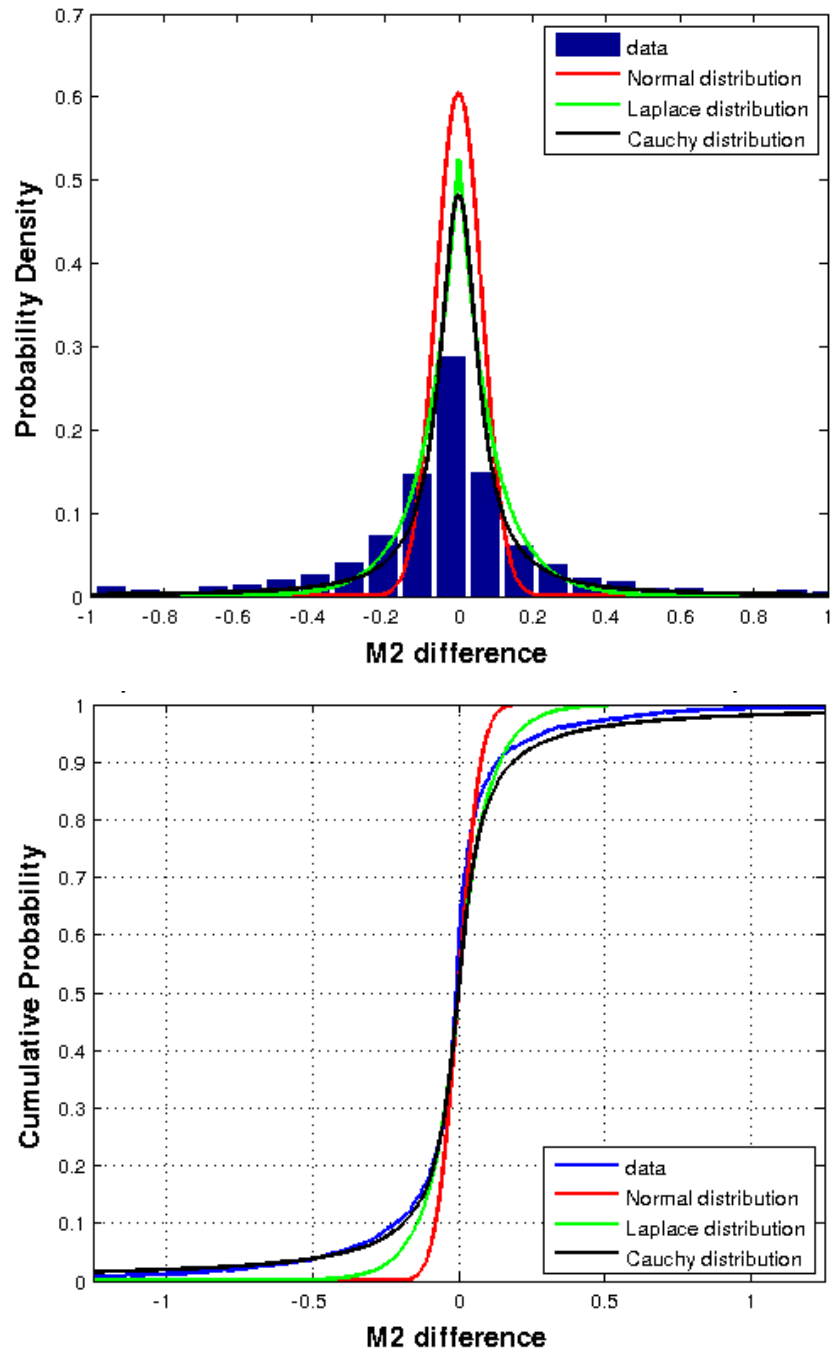 0.7
0.6
0.5
0.4
0.3
0.2
0.1
0
Probability Density
data
Normal distribution
Laplace distribution
Cauchy distribution
-1 -0.8 -0.6 -0.4 -0.2 0 0.2 0.4 0.6 0.8 1
M2 difference
1
0.9
0.8
0.7
0.6
0.5
0.4
0.3
0.2
0.1
0
Cumulative Probability
data
Normal distribution
Laplace distribution
Cauchy distribution
-1 -0.5 0 0.5 1
M2 difference